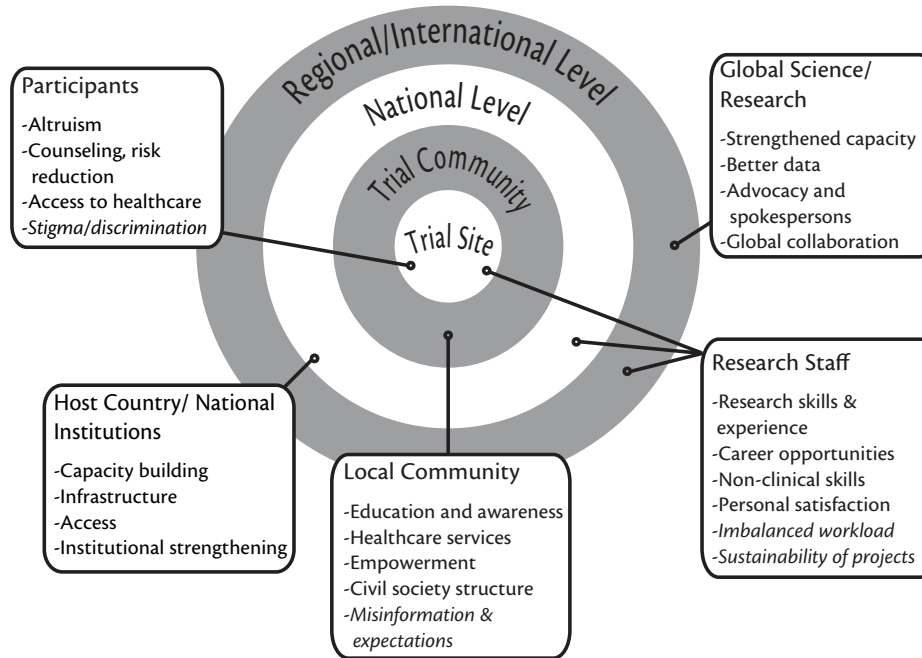 Regional/International Level
National Level
Trial Community
Trial Site
Participants
-Altruism
-Counseling, risk
reduction
-Access to healthcare
-Stigma/discrimination
Global Science/
Research
-Strengthened capacity
-Better data
-Advocacy and
spokespersons
-Global collaboration
Host Country/ National
Institutions
-Capacity building
-Infrastructure
-Access
-Institutional strengthening
Local Community
-Education and awareness
-Healthcare services
-Empowerment
-Civil society structure
-Misinformation &
expectations
Research Staff
-Research skills &
experience
-Career opportunities
-Non-clinical skills
-Personal satisfaction
-Imbalanced workload
-Sustainability of projects